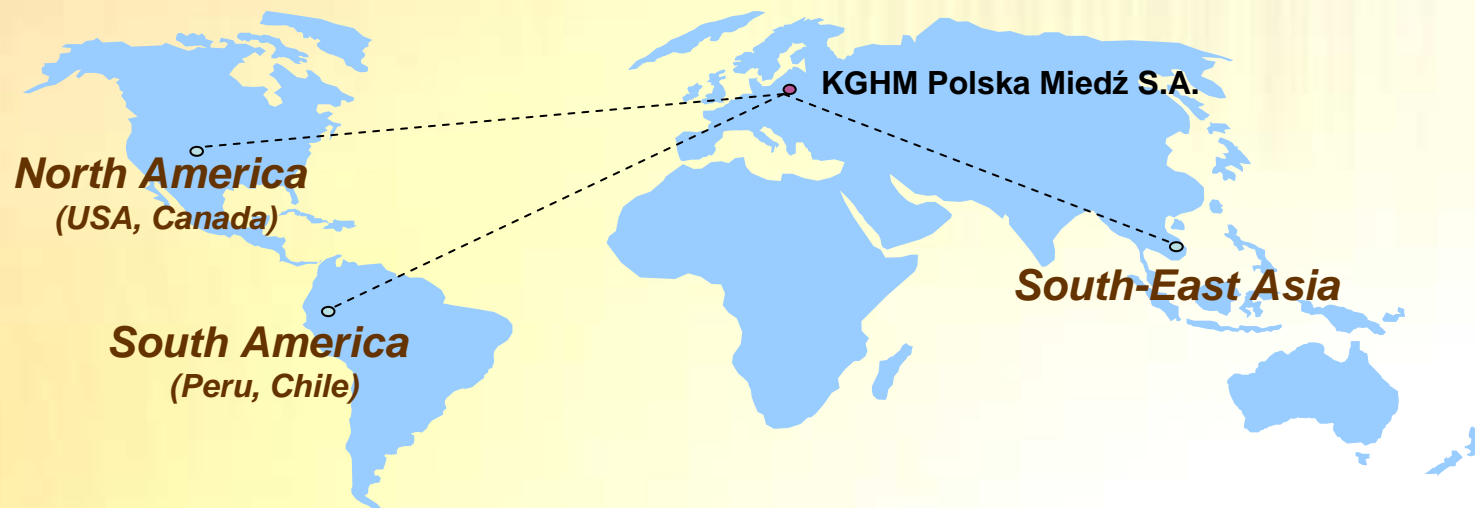 KGHM Polska Miedź S.A.
North America
(USA, Canada)
South-East Asia
South America
(Peru, Chile)